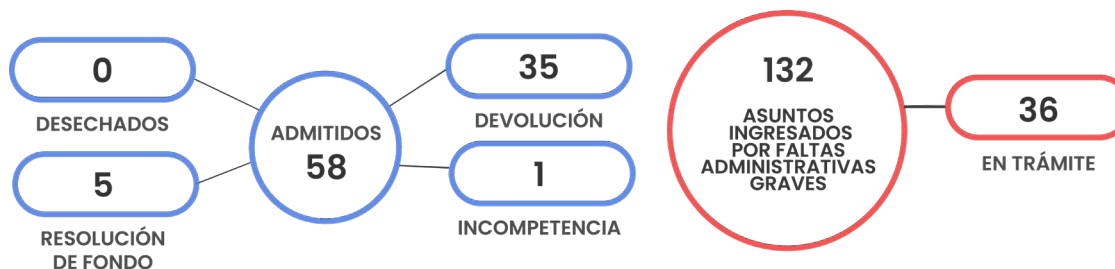 0
DESECHADOS
5
RESOLUCIÓN
DE FONDO
ADMITIDOS
58
35
DEVOLUCIÓN
1
INCOMPETENCIA
132
ASUNTOS
INGRESADOS
POR FALTAS
ADMINISTRATIVAS
GRAVES
36
EN TRÁMITE